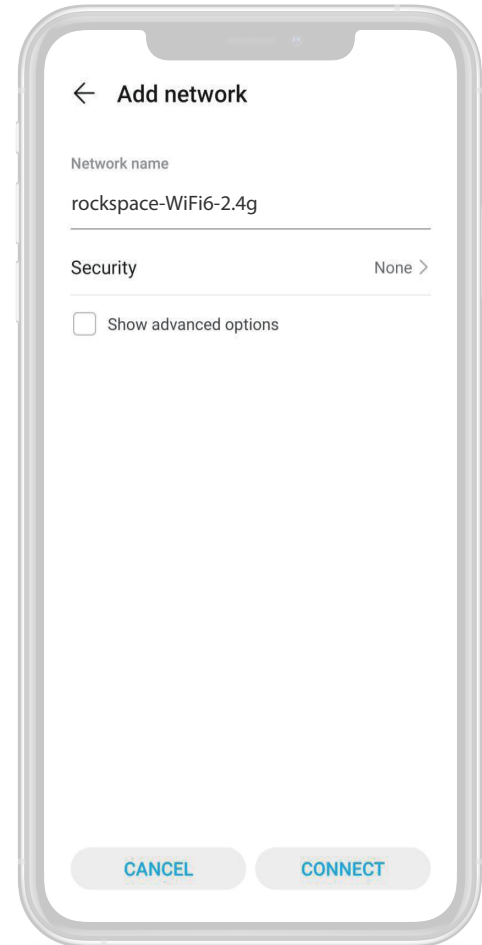 Add network
Network name
rockspace-WiFi6-2.4g
Security None
Show advanced options
CANCEL CONNECT